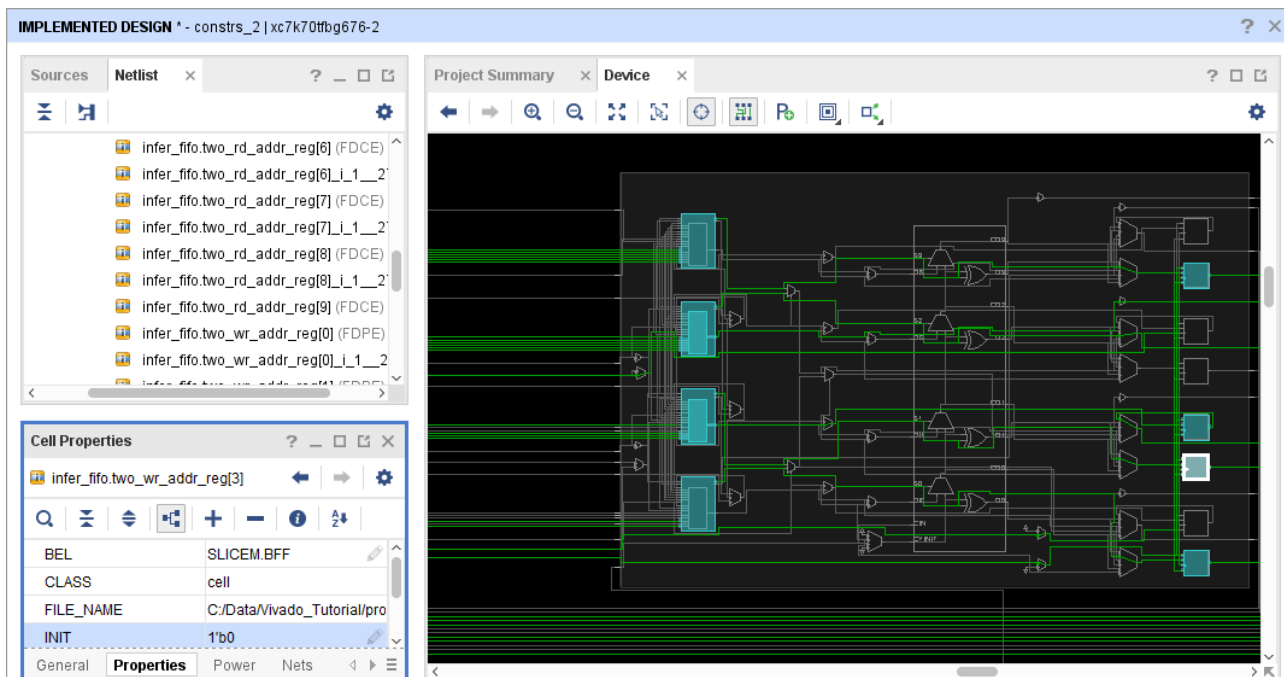 IMPLEMENTED DESIGN * - constrs_2 | xc7k70tfbg676-2
Sources Netlist
infer_fifo.two_rd_addr_reg[6] (FDCE)
infer_fifo.two_rd_addr_reg[6]_i_1__2
infer_fifo.two_rd_addr_reg[7] (FDCE)
infer_fifo.two_rd_addr_reg[7]_i_1__2
infer_fifo.two_rd_addr_reg[8] (FDCE)
infer_fifo.two_rd_addr_reg[8]_i_1__2
infer_fifo.two_rd_addr_reg[9] (FDCE)
infer_fifo.two_wr_addr_reg[0] (FDPE)
infer_fifo.two_wr_addr_reg[0]_i_1__2
Cell Properties
infer_fifo.two_wr_addr_reg[3]
BEL SLICEM.BFF
CLASS cell
FILE_NAME C:/Data/Vivado_Tutorial/pro
INIT 1'b0
General Properties Power Nets
Project Summary Device